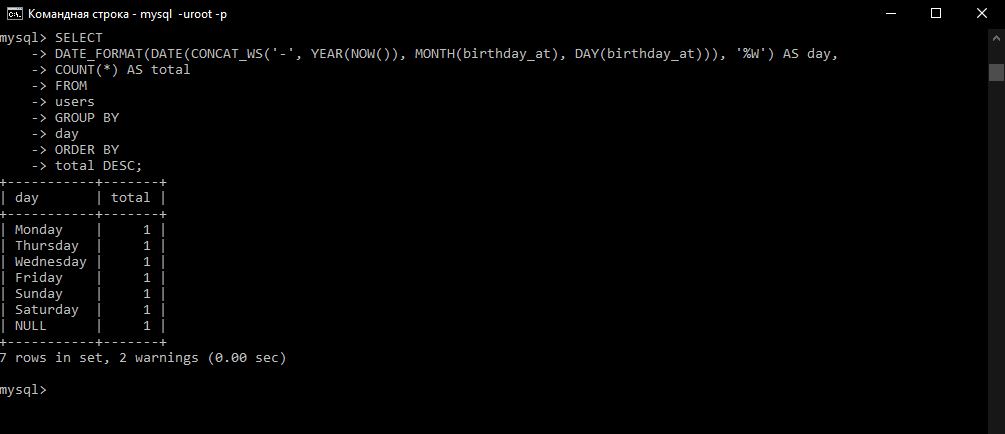 Командная строка - mysql -uroot -p
mysql> SELECT
    -> DATE_FORMAT(DATE(CONCAT_WS('-', YEAR(NOW()), MONTH(birthday_at), DAY(birthday_at))), '%W') AS day,
    -> COUNT(*) AS total
    -> FROM
    -> users
    -> GROUP BY
    -> day
    -> ORDER BY
    -> total DESC;
+-----------+-------+
| day       | total |
+-----------+-------+
| Monday    |     1 |
| Thursday  |     1 |
| Wednesday |     1 |
| Friday    |     1 |
| Sunday    |     1 |
| Saturday  |     1 |
| NULL      |     1 |
+-----------+-------+
7 rows in set, 2 warnings (0.00 sec)
mysql>